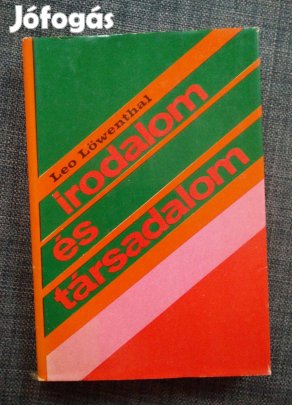 Jófogás
Leo Löwenthal
irodalom
és
társadalom